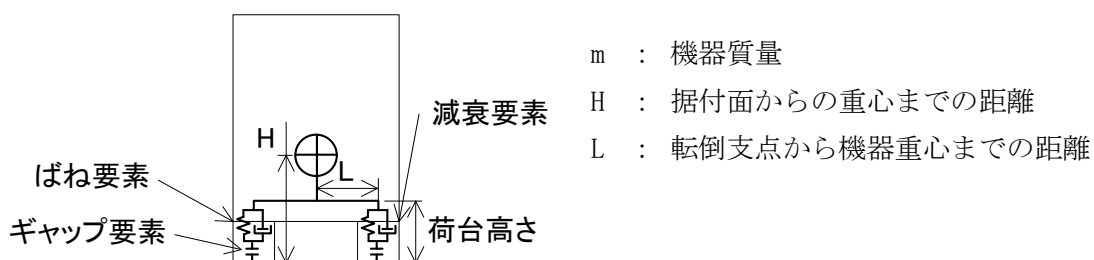 H
L
ばね要素
ギャップ要素
減衰要素
荷台高さ
m : 機器質量
H : 据付面からの重心までの距離
L : 転倒支点から機器重心までの距離